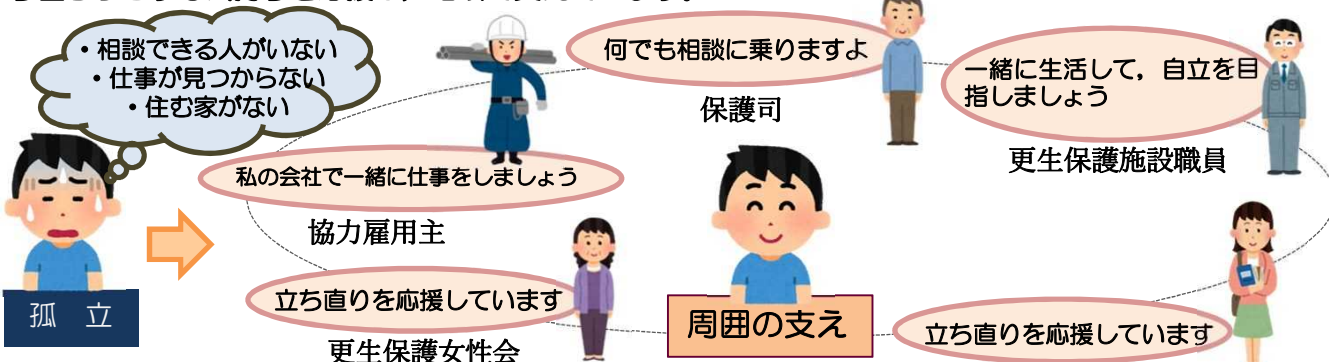 ・相談できる人がいない
・仕事が見つからない
・住む家がない
何でも相談に乗りますよ
保護司
一緒に生活して，自立を目
指しましょう
更生保護施設職員
私の会社で一緒に仕事をしましょう
協力雇用主
立ち直りを応援しています
更生保護女性会
孤 立
周囲の支え
立ち直りを応援しています